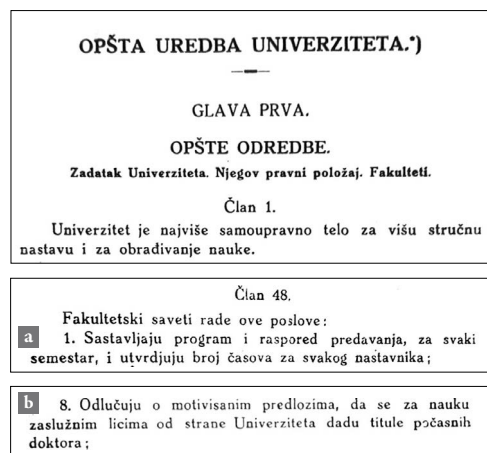 OPŠTA UREDBA UNIVERZITETA.*)
GLAVA PRVA.
OPŠTE ODREDBE.
Zadatak Univerziteta. Njegov pravni položaj. Fakulteti.
Član 1.
Univerzitet je najviše samoupravno telo za višu stručnu
nastavu i za obrađivanje nauke.
Član 48.
Fakultetski saveti rade ove poslove:
a 1. Sastavljaju program i raspored predavanja, za svaki
semestar, i utvrdjuju broj časova za svakog nastavnika;
b 8. Odlučuju o motivisanim predlozima, da se za nauku
zaslužnim licima od strane Univerziteta dadu titule počasnih
doktora;